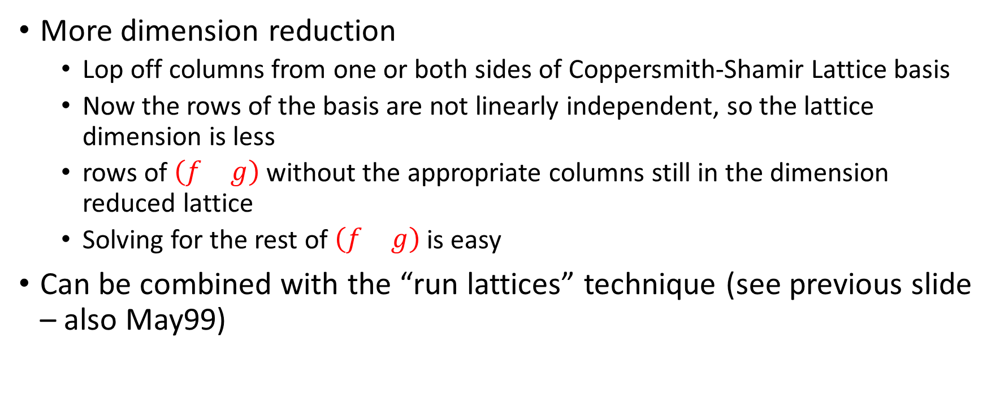 • More dimension reduction
• Lop off columns from one or both sides of Coppersmith-Shamir Lattice basis
• Now the rows of the basis are not linearly independent, so the lattice
dimension is less
• rows of (f g) without the appropriate columns still in the dimension
reduced lattice
• Solving for the rest of (f g) is easy
• Can be combined with the “run lattices” technique (see previous slide
– also May99)